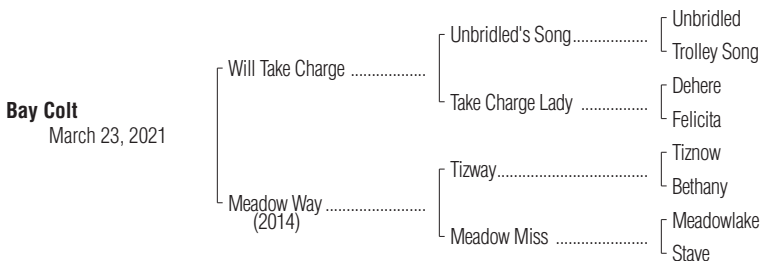 Unbridled
Unbridled's Song...................
Trolley Song
Will Take Charge ..................
Dehere
Take Charge Lady ................
Felicita
Bay Colt
March 23, 2021
Tiznow
Tizway.....................................
Bethany
Meadow Way ........................
(2014)
Meadowlake
Meadow Miss ......................
Stave